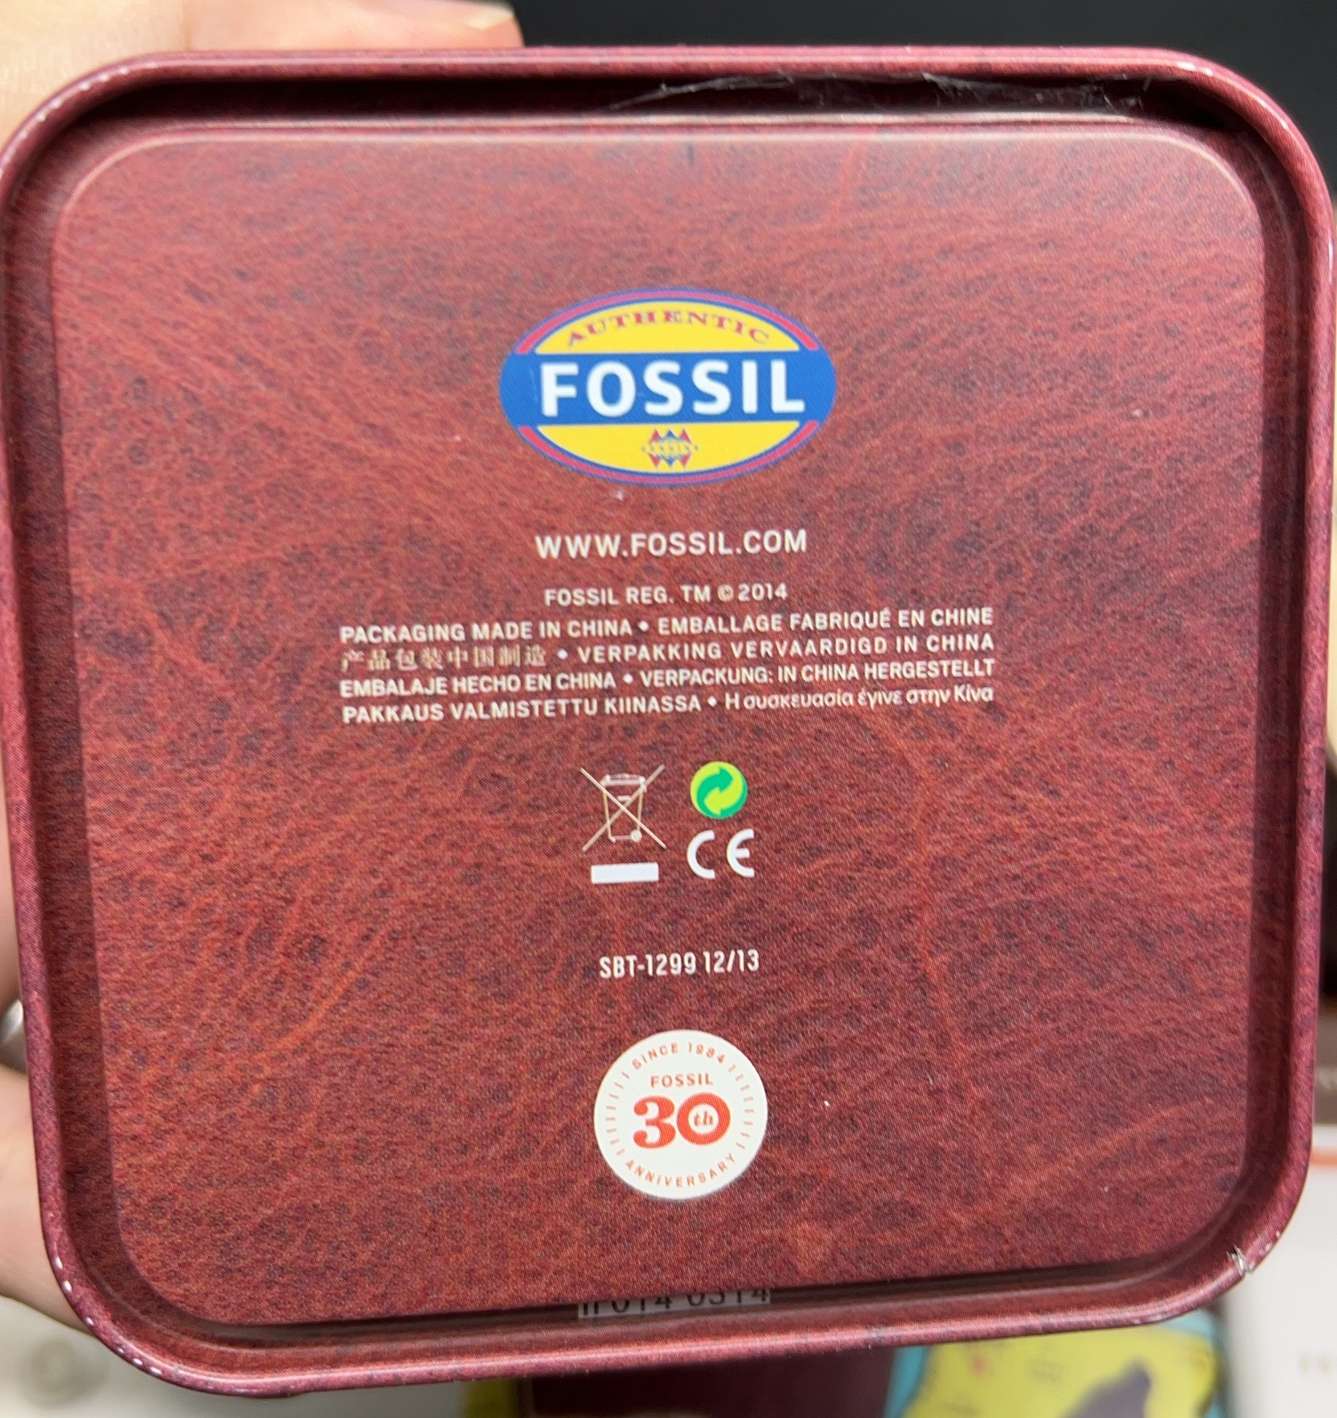 AUTHENTIC
FOSSIL
WWW.FOSSIL.COM
FOSSIL REG. TM © 2014
PACKAGING MADE IN CHINA • EMBALLAGE FABRIQUÉ EN CHINE
产品包装中国制造 • VERPAKKING VERVAARDIGD IN CHINA
EMBALAJE HECHO EN CHINA • VERPACKUNG: IN CHINA HERGESTELLT
PAKKAUS VALMISTETTU KIINASSA • Η συσκευασία έγινε στην Κίνα
CE
SBT-1299 12/13
SINCE 1984
FOSSIL
30th
ANNIVERSARY